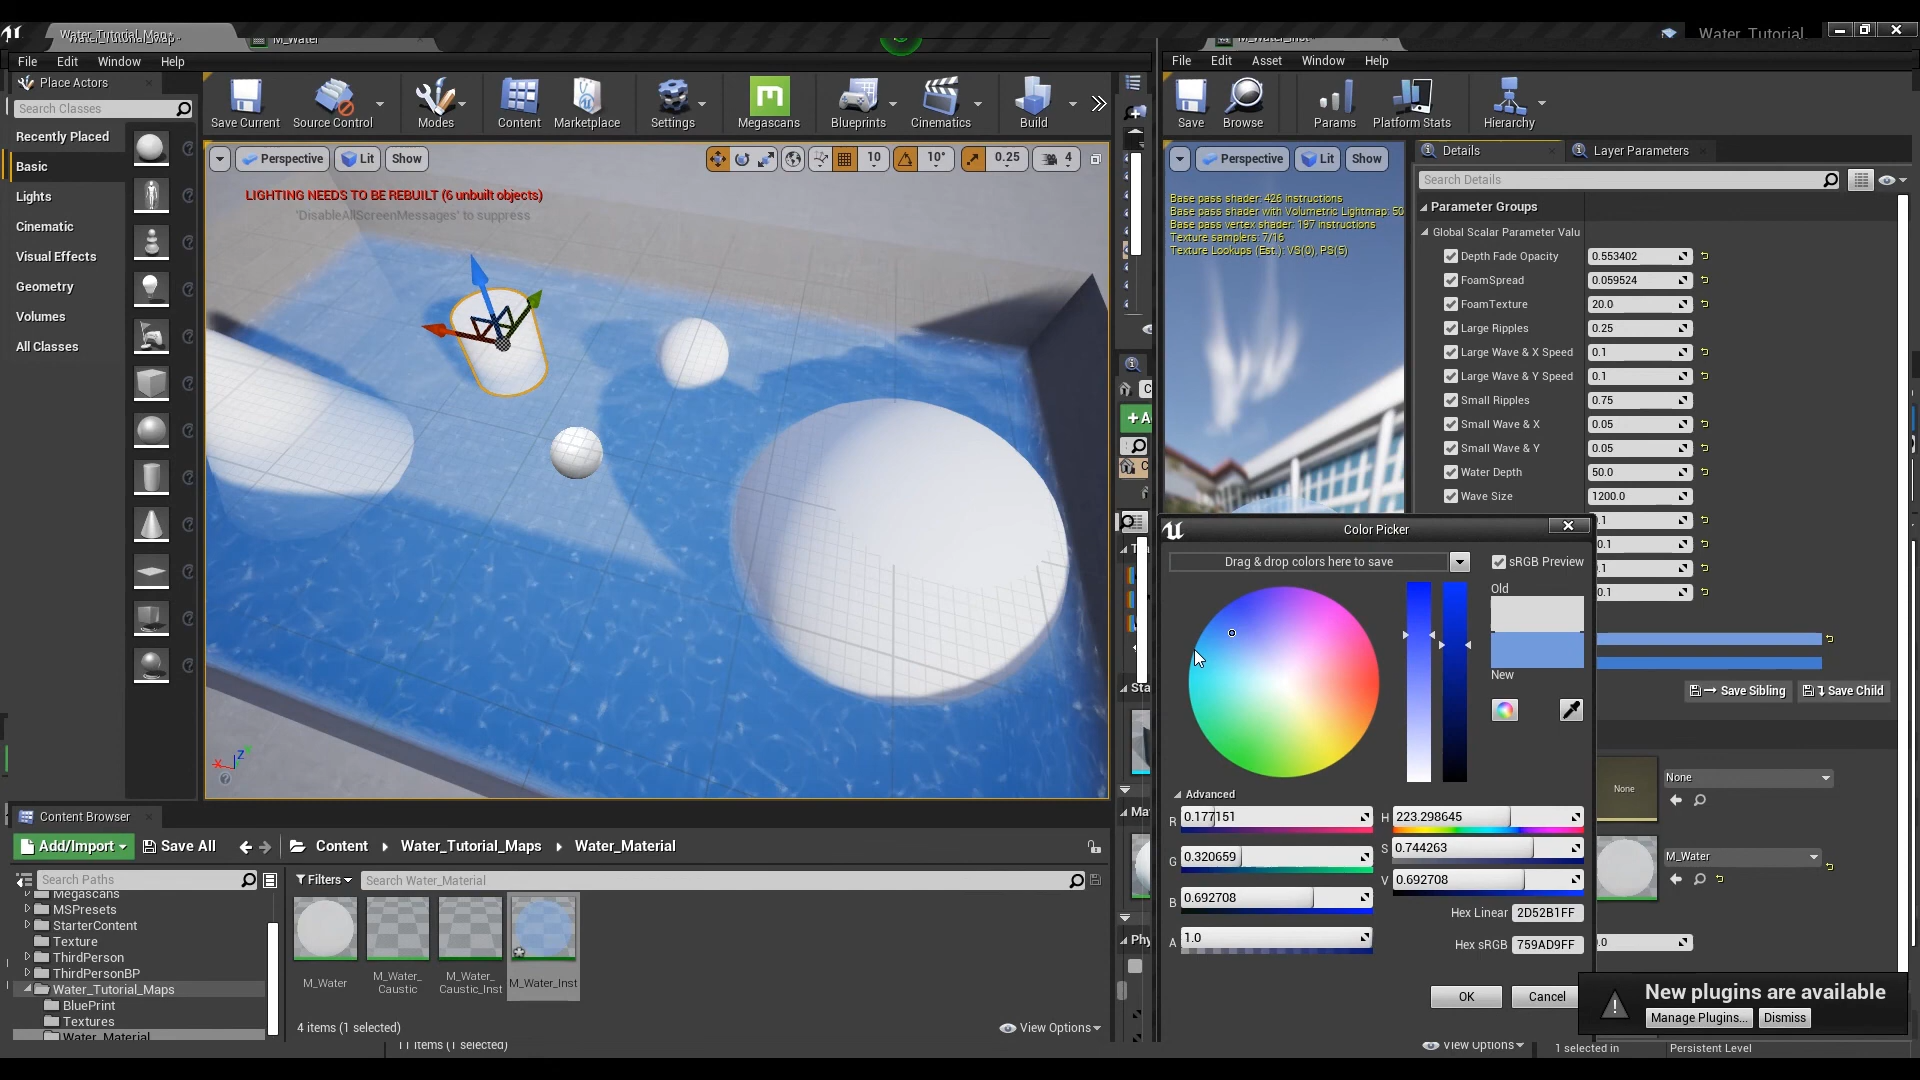 Water_Tutorial_Map*
M_Water
Water_Tutorial
File Edit Window Help
File Edit Asset Window Help
Place Actors
Search Classes
Recently Placed
Basic
Lights
Cinematic
Visual Effects
Geometry
Volumes
All Classes
Save Current
Source Control
Modes
Content
Marketplace
Settings
Megascans
Blueprints
Cinematics
Build
Save
Browse
Params
Platform Stats
Hierarchy
Perspective Lit Show
10 10° 0.25 4
LIGHTING NEEDS TO BE REBUILT (6 unbuilt objects)
'DisableAllScreenMessages' to suppress
Perspective Lit Show
Base pass shader: 426 instructions
Base pass shader with Volumetric Lightmap: 50
Base pass vertex shader: 197 instructions
Texture samplers: 7/16
Texture Lookups (Est.): VS(0), PS(5)
Details
Layer Parameters
Search Details
Parameter Groups
Global Scalar Parameter Valu
Depth Fade Opacity 0.553402
FoamSpread 0.059524
FoamTexture 20.0
Large Ripples 0.25
Large Wave & X Speed 0.1
Large Wave & Y Speed 0.1
Small Ripples 0.75
Small Wave & X 0.05
Small Wave & Y 0.05
Water Depth 50.0
Wave Size 1200.0
0.1
0.1
0.1
Save Sibling
Save Child
None
None
M_Water
0.0
Color Picker
Drag & drop colors here to save
sRGB Preview
Old
New
Advanced
R 0.177151 H 223.298645
G 0.320659 S 0.744263
B 0.692708 V 0.692708
A 1.0
Hex Linear 2D52B1FF
Hex sRGB 759AD9FF
OK Cancel
Content Browser
Add/Import Save All Content Water_Tutorial_Maps Water_Material
Search Paths
Filters Search Water_Material
Megascans
MSPresets
StarterContent
Texture
ThirdPerson
ThirdPersonBP
Water_Tutorial_Maps
BluePrint
Textures
Water_Material
M_Water
M_Water_
Caustic
M_Water_
Caustic_Inst
M_Water_Inst
4 items (1 selected)
View Options
11 items (1 selected)
View Options
1 selected in
Persistent Level
New plugins are available
Manage Plugins... Dismiss